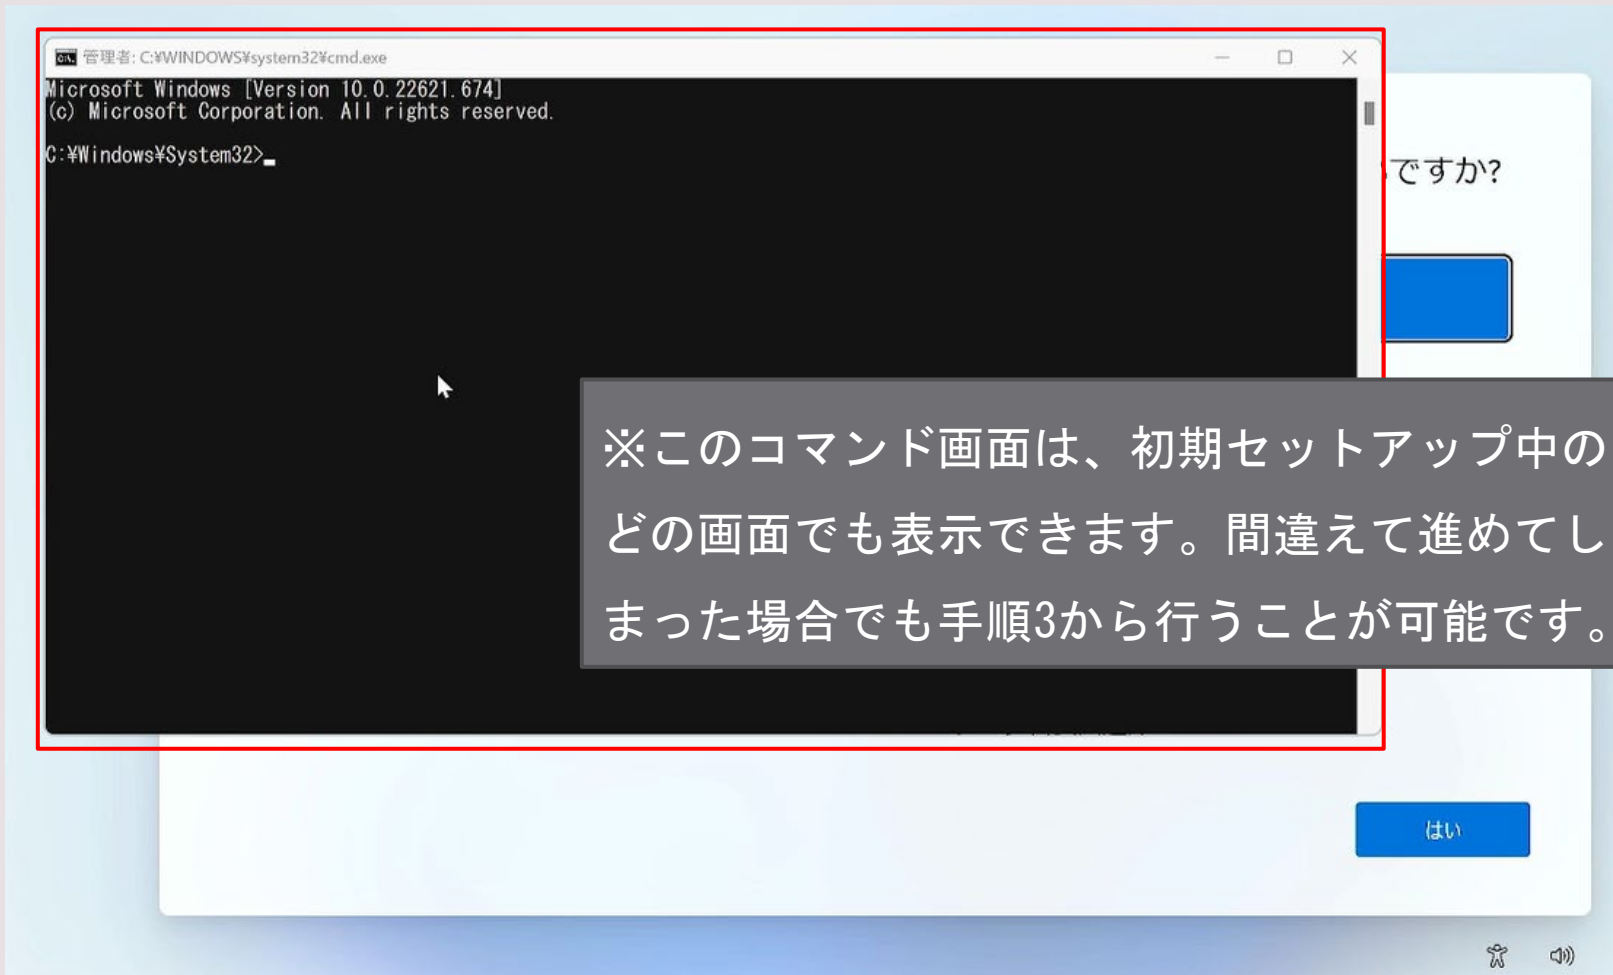 管理者: C:¥WINDOWS¥system32¥cmd.exe
Microsoft Windows [Version 10.0.22621.674]
(c) Microsoft Corporation. All rights reserved.
C:¥Windows¥System32>
ですか?
※このコマンド画面は、初期セットアップ中の
どの画面でも表示できます。間違えて進めてし
まった場合でも手順3から行うことが可能です。
はい